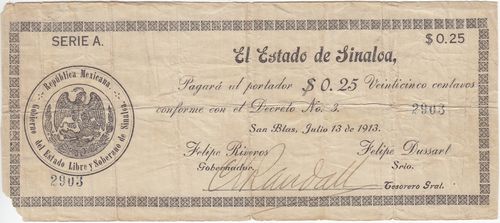 SERIE A.
$ 0.25
El Estado de Sinaloa,
Pagará al portador $ 0.25 Veinticinco centavos
conforme con el Decreto No. 3. 2903
San Blas, Julio 13 de 1913.
Felipe Riveros Felipe Dussart
Gobernador. Srio.
Tesorero Gral.
República Mexicana.
Gobierno del Estado Libre y Soberano de Sinaloa.
2903